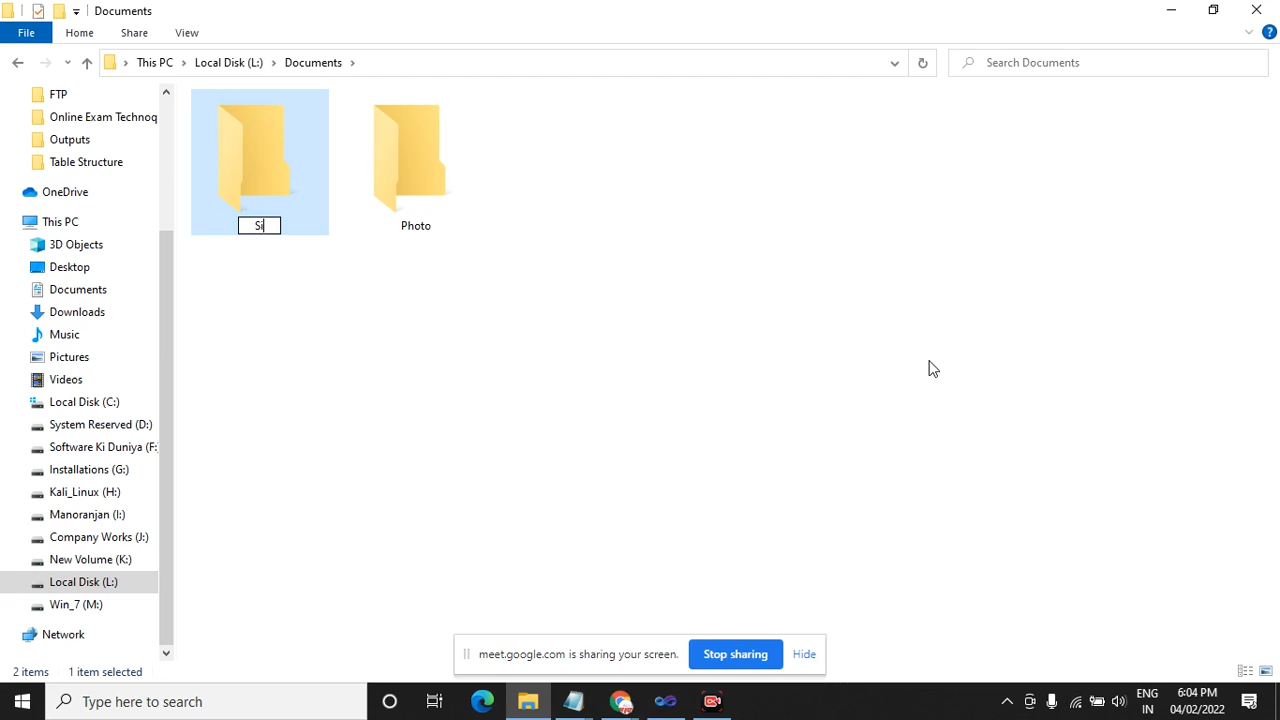 Documents
File
Home
Share
View
This PC
Local Disk (L:)
Documents
Search Documents
FTP
Online Exam Technoq
Outputs
Table Structure
OneDrive
This PC
3D Objects
Desktop
Documents
Downloads
Music
Pictures
Videos
Local Disk (C:)
System Reserved (D:)
Software Ki Duniya (F:
Installations (G:)
Kali_Linux (H:)
Manoranjan (I:)
Company Works (J:)
New Volume (K:)
Local Disk (L:)
Win_7 (M:)
Network
Si
Photo
meet.google.com is sharing your screen.
Stop sharing
Hide
2 items
1 item selected
Type here to search
ENG
IN
6:04 PM
04/02/2022